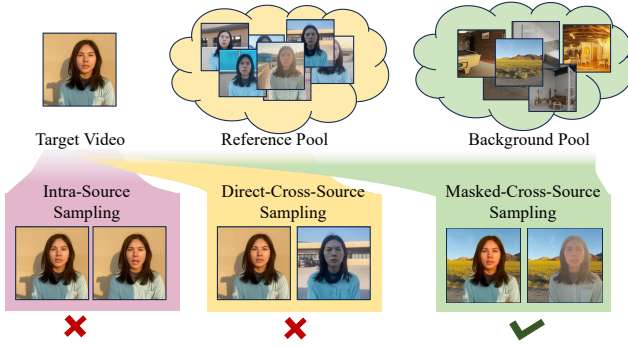 Target Video
Reference Pool
Background Pool
Intra-Source
Sampling
Direct-Cross-Source
Sampling
Masked-Cross-Source
Sampling